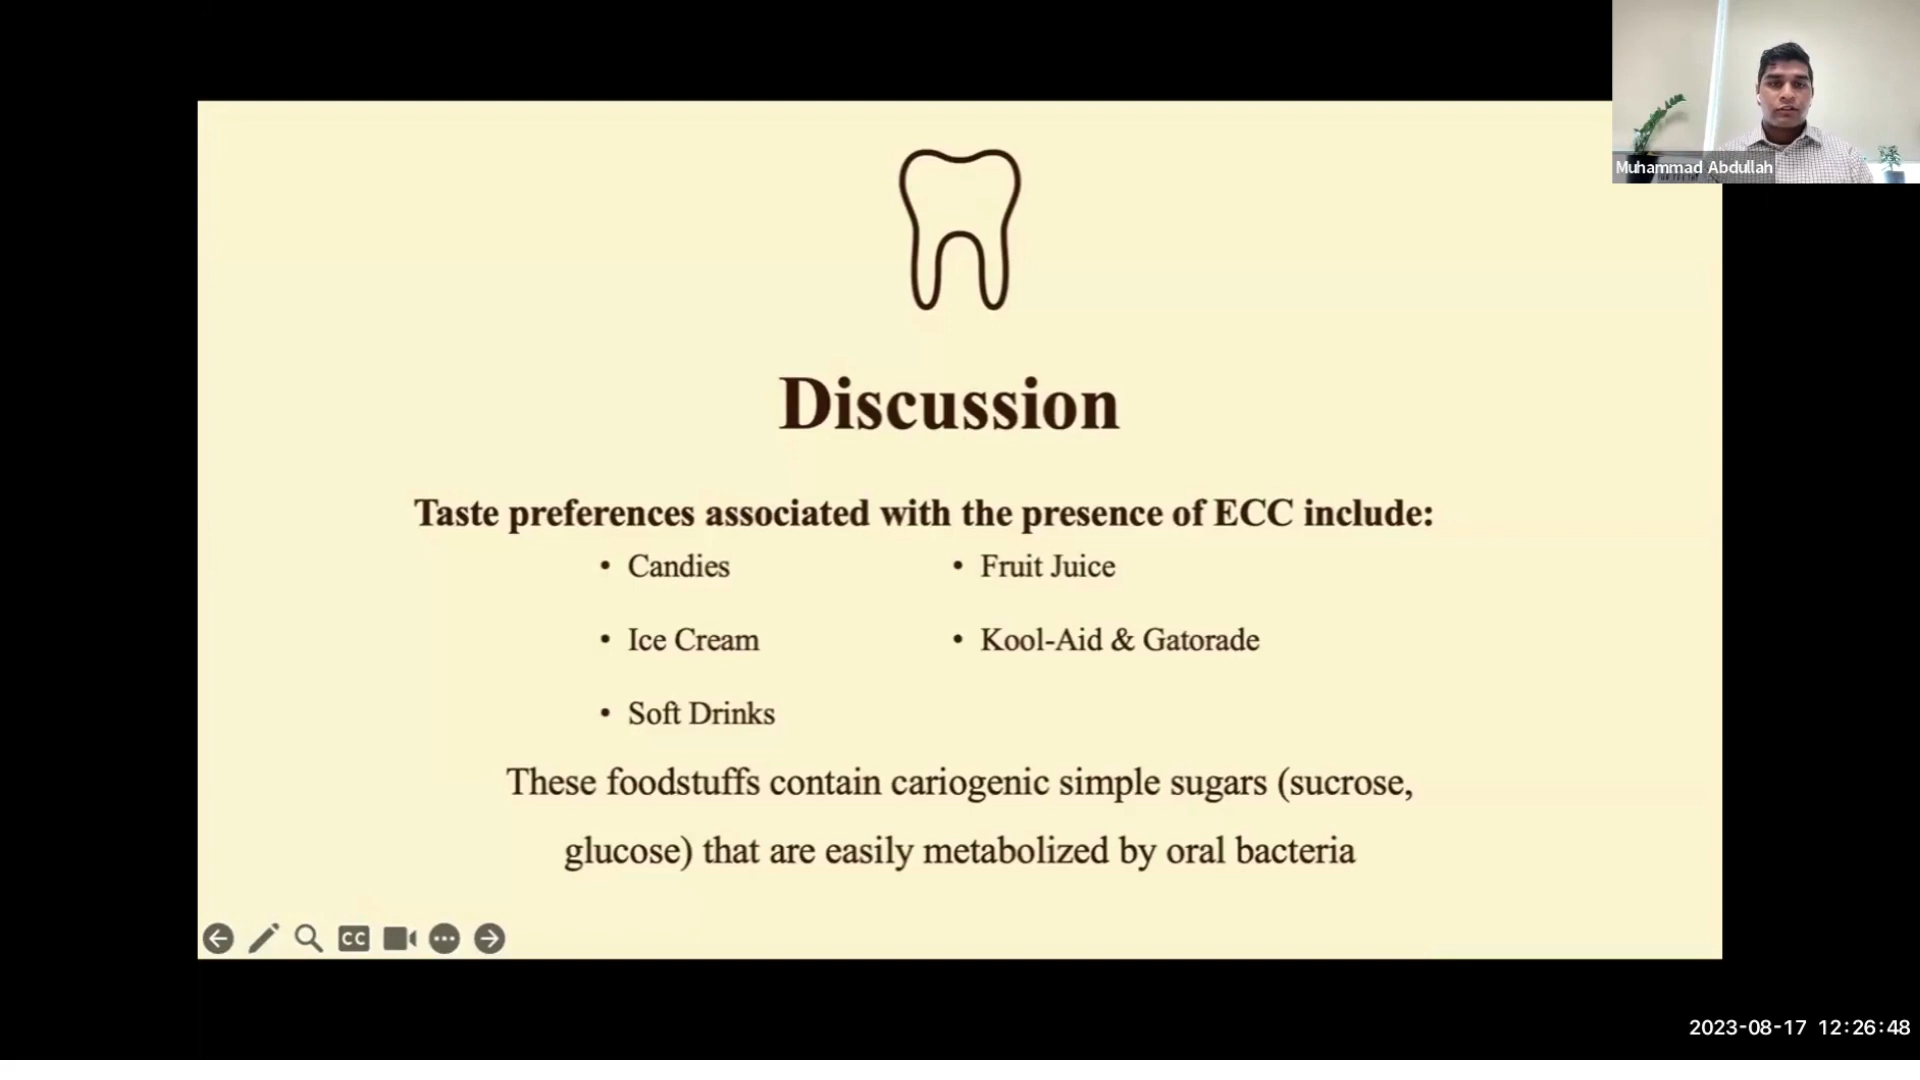 Muhammad Abdullah
Discussion
Taste preferences associated with the presence of ECC include:
• Candies
• Ice Cream
• Soft Drinks
• Fruit Juice
• Kool-Aid & Gatorade
These foodstuffs contain cariogenic simple sugars (sucrose,
glucose) that are easily metabolized by oral bacteria
CC
2023-08-17 12:26:48